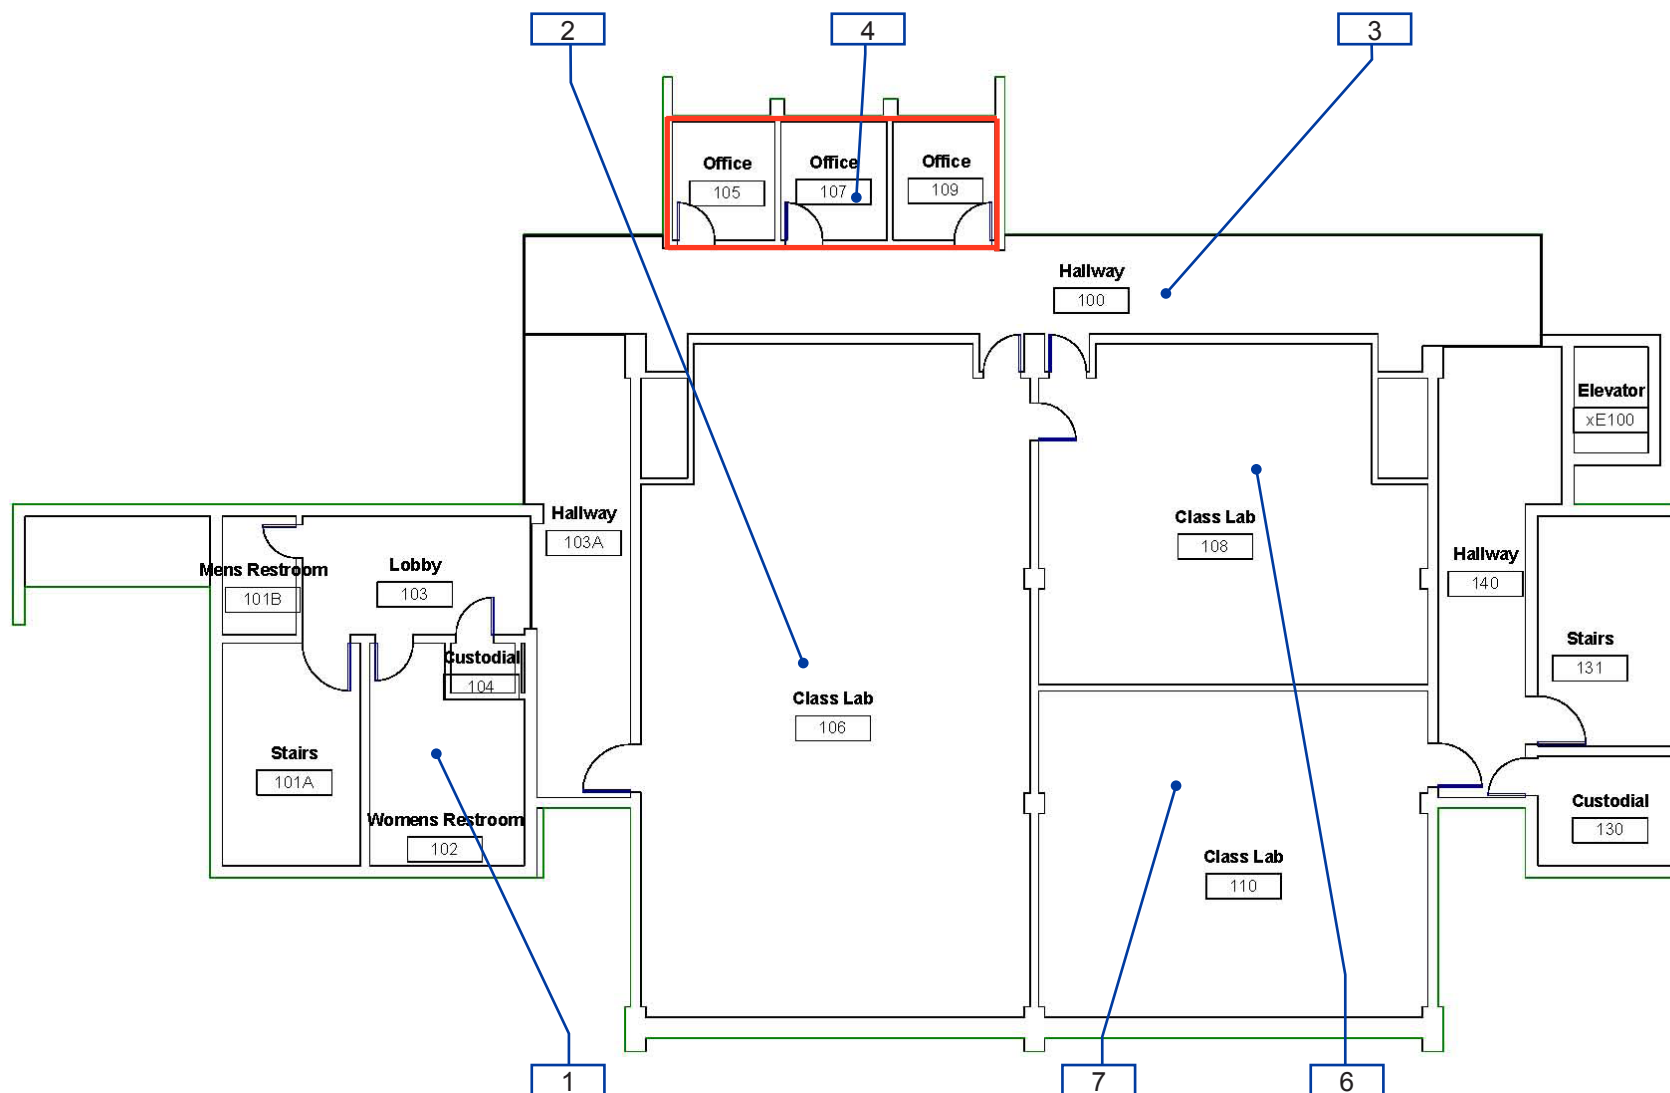 2
4
3
Office
Office
Office
105
107
109
Hallway
100
Elevator
xE100
Hallway
103A
Class Lab
108
Mens Restroom
101B
Lobby
103
Hallway
140
Custodial
104
Stairs
131
Class Lab
106
Stairs
101A
Womens Restroom
102
Custodial
130
Class Lab
110
1
7
6